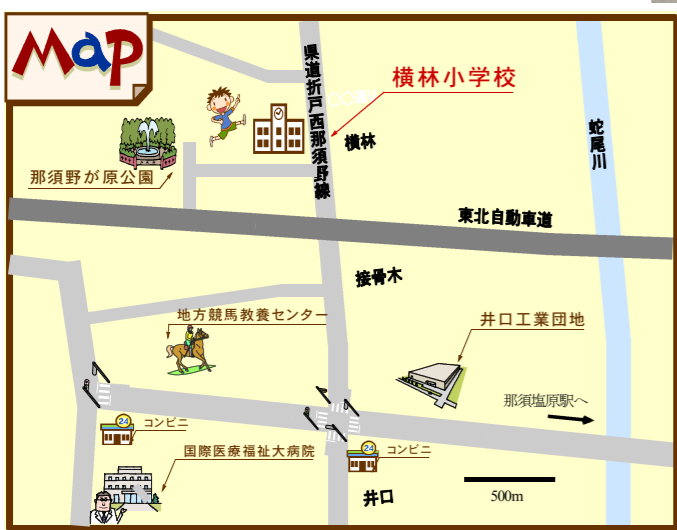 Map
横林小学校
県道折戸西那須野線
横林
蛇尾川
那須野が原公園
東北自動車道
接骨木
地方競馬教養センター
井口工業団地
那須塩原駅へ
24
コンビニ
24
コンビニ
国際医療福祉大病院
井口
500m